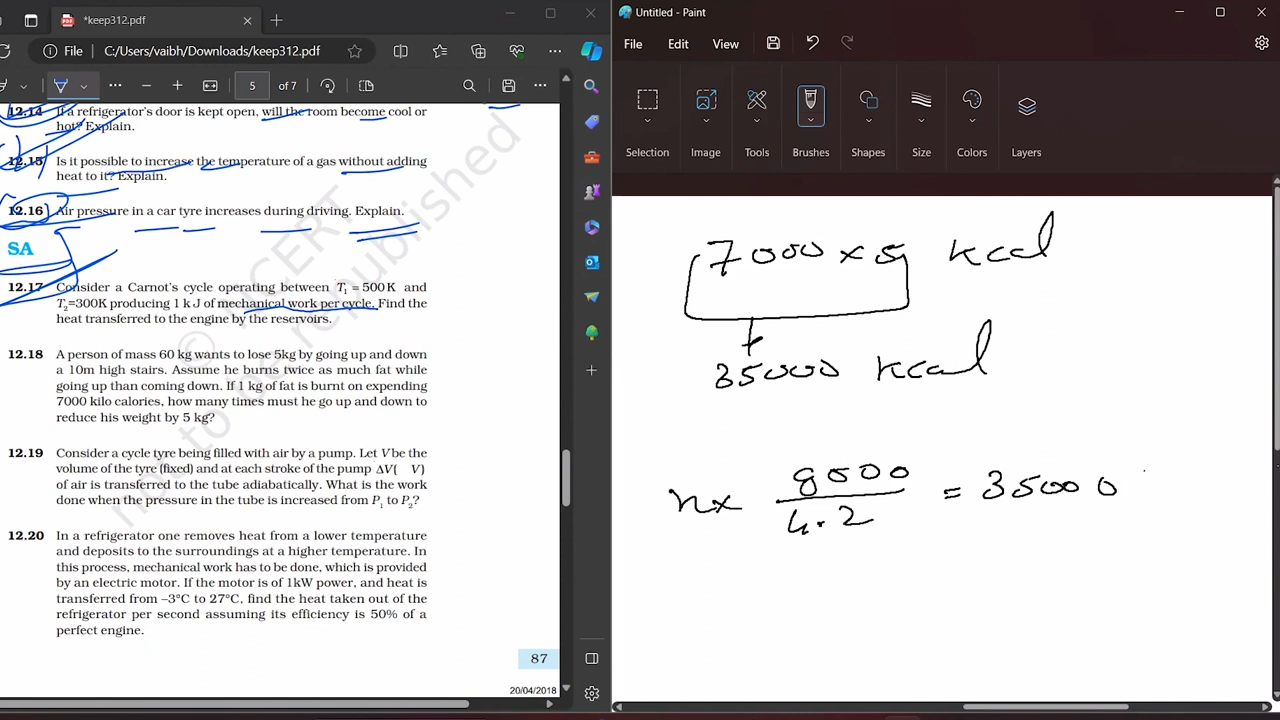 *keep312.pdf
Untitled - Paint
File C:/Users/vaibh/Downloads/keep312.pdf
File Edit View
5 of 7
Selection Image Tools Brushes Shapes Size Colors Layers
12.14 If a refrigerator's door is kept open, will the room become cool or
hot? Explain.
12.15 Is it possible to increase the temperature of a gas without adding
heat to it? Explain.
12.16 Air pressure in a car tyre increases during driving. Explain.
SA
12.17 Consider a Carnot's cycle operating between T₁ = 500K and
T₂=300K producing 1 kJ of mechanical work per cycle. Find the
heat transferred to the engine by the reservoirs.
12.18 A person of mass 60 kg wants to lose 5kg by going up and down
a 10m high stairs. Assume he burns twice as much fat while
going up than coming down. If 1 kg of fat is burnt on expending
7000 kilo calories, how many times must he go up and down to
reduce his weight by 5 kg?
12.19 Consider a cycle tyre being filled with air by a pump. Let V be the
volume of the tyre (fixed) and at each stroke of the pump ΔV( V)
of air is transferred to the tube adiabatically. What is the work
done when the pressure in the tube is increased from P₁ to P₂?
12.20 In a refrigerator one removes heat from a lower temperature
and deposits to the surroundings at a higher temperature. In
this process, mechanical work has to be done, which is provided
by an electric motor. If the motor is of 1kW power, and heat is
transferred from –3°C to 27°C, find the heat taken out of the
refrigerator per second assuming its efficiency is 50% of a
perfect engine.
87
20/04/2018
© NCERT
not to be republished
7000 x 5 kcal
35000 kcal
n x 9000 / 4.2 = 35000